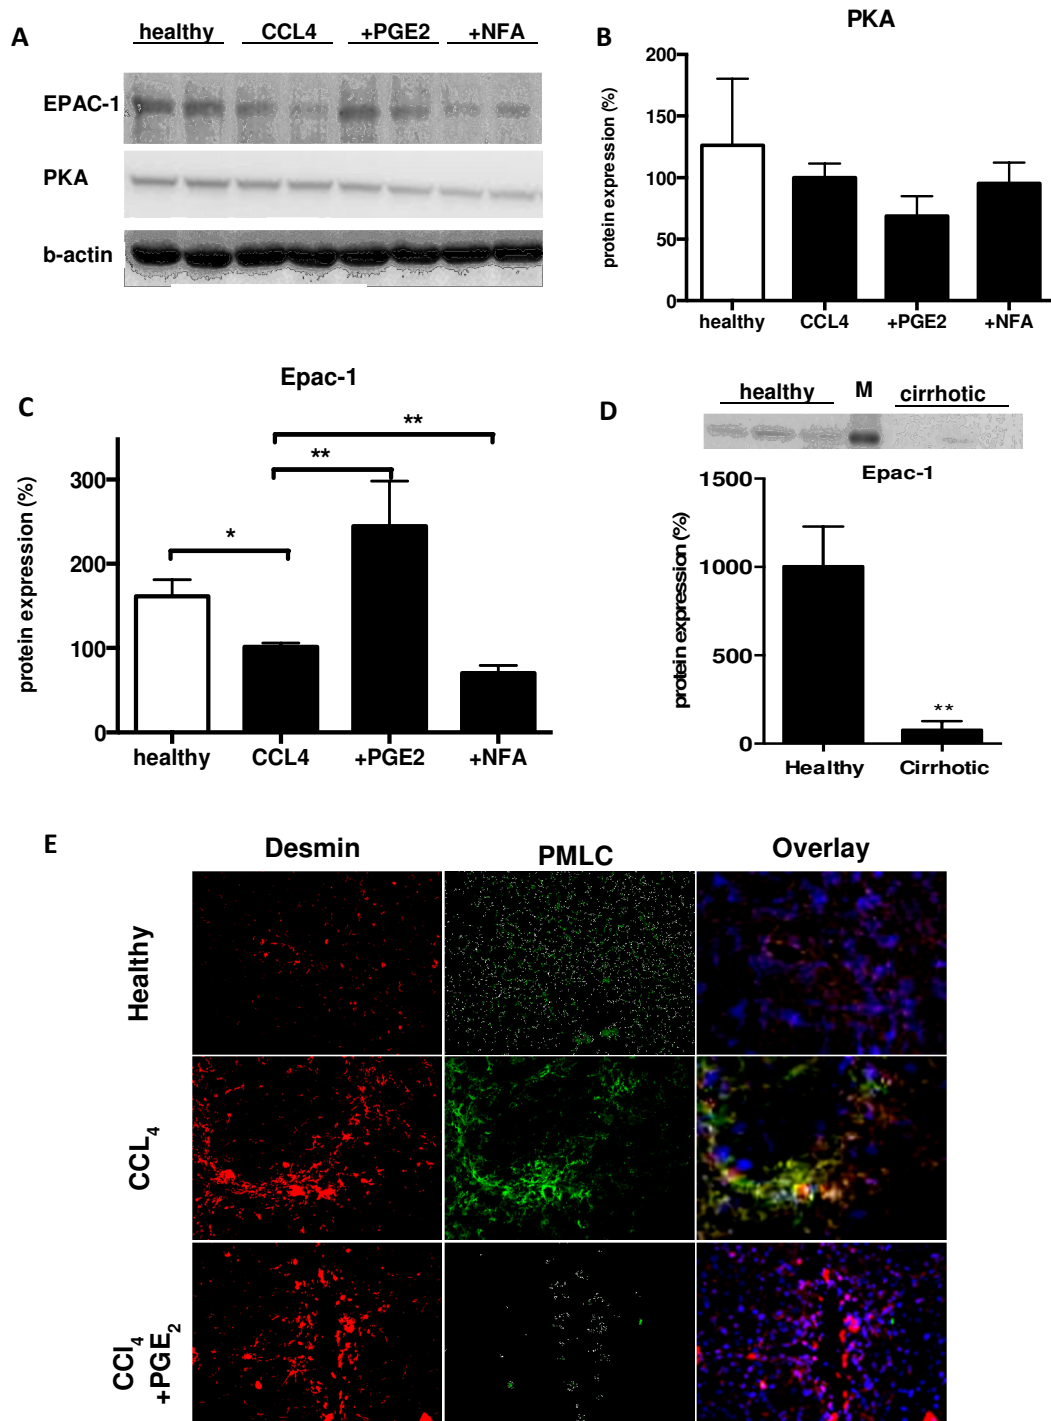 A
healthy CCL4 +PGE2 +NFA
EPAC-1
PKA
b-actin
B
PKA
protein expression (%)
200
150
100
50
0
healthy CCL4 +PGE2 +NFA
C
Epac-1
protein expression (%)
300
200
100
0
*
**
**
healthy CCL4 +PGE2 +NFA
D
healthy M cirrhotic
Epac-1
protein expression (%)
1500
1000
500
0
**
Healthy Cirrhotic
E
Desmin PMLC Overlay
Healthy
CCL₄
CCl₄
+PGE₂